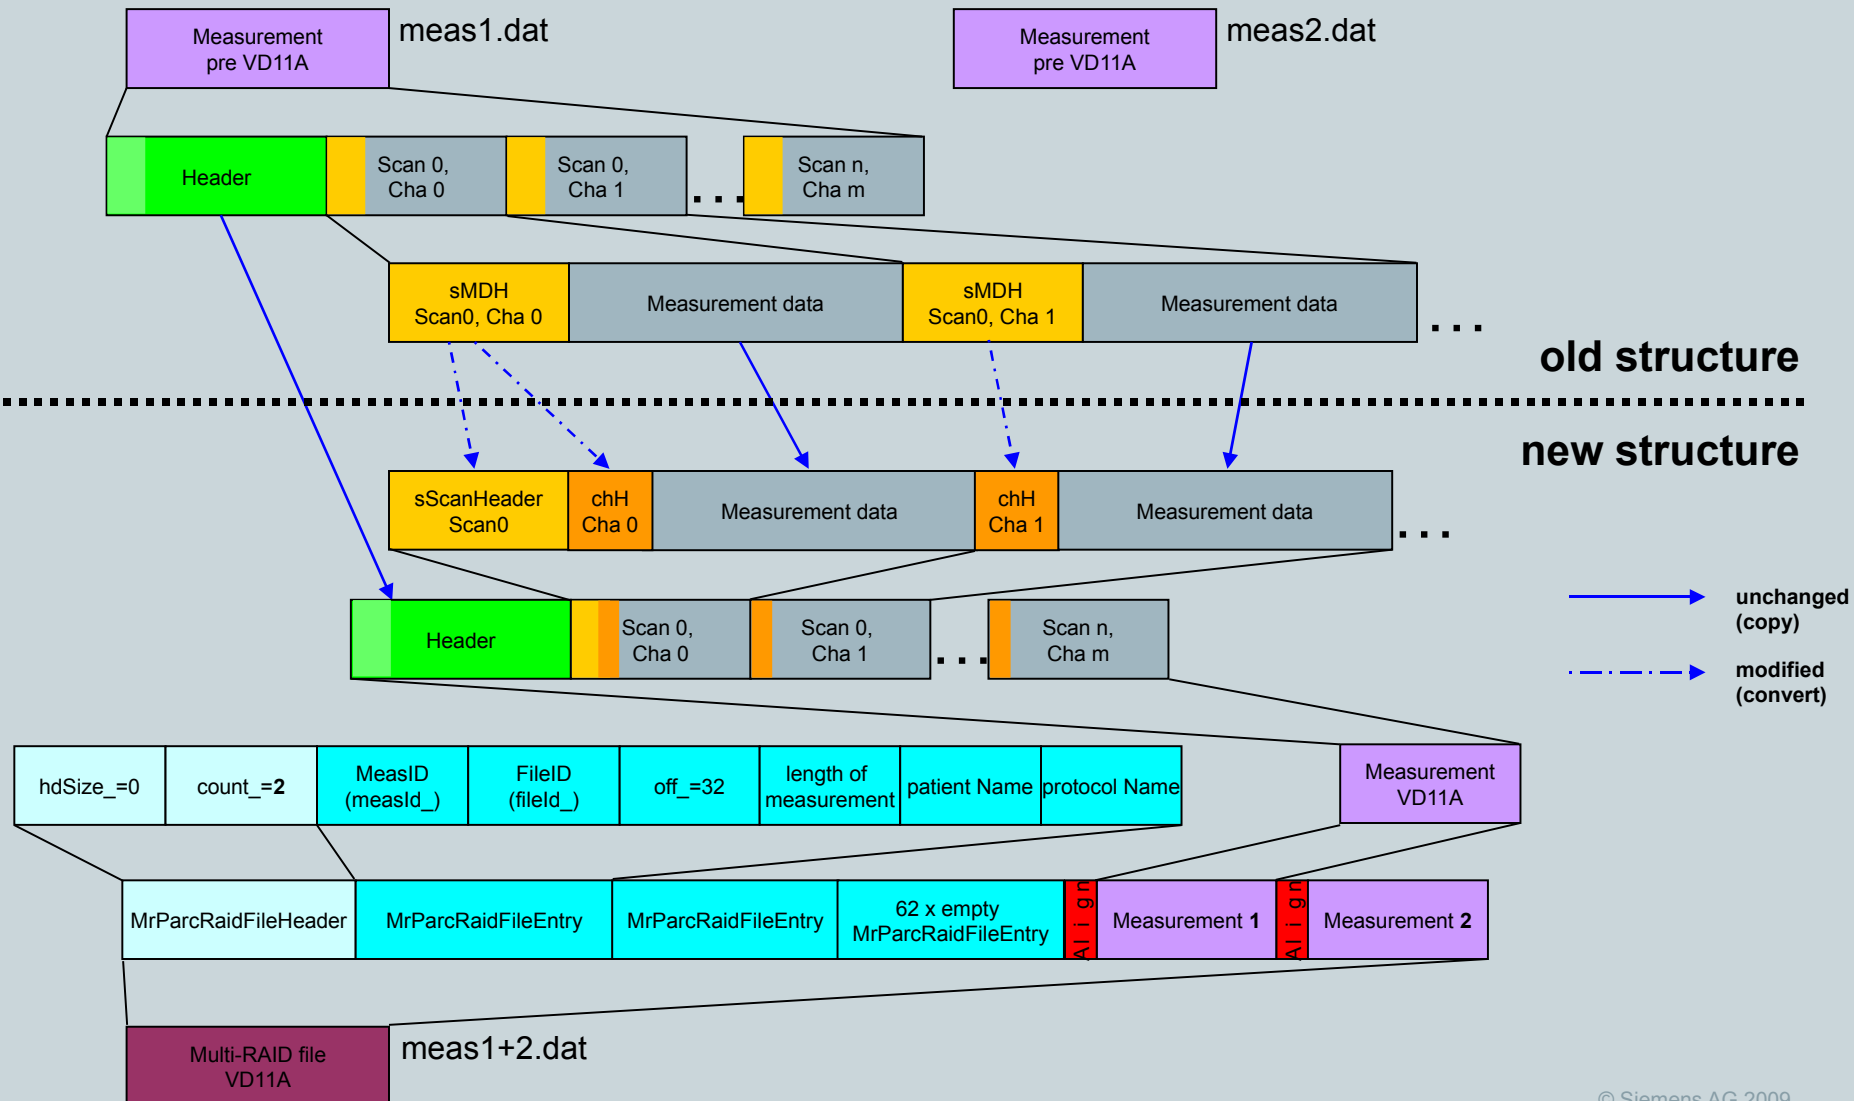 Measurement
pre VD11A
meas1.dat
Measurement
pre VD11A
meas2.dat
Header
Scan 0,
Cha 0
Scan 0,
Cha 1
...
Scan n,
Cha m
sMDH
Scan0, Cha 0
Measurement data
sMDH
Scan0, Cha 1
Measurement data
...
old structure
new structure
sScanHeader
Scan0
chH
Cha 0
Measurement data
chH
Cha 1
Measurement data
...
unchanged
(copy)
Header
Scan 0,
Cha 0
Scan 0,
Cha 1
...
Scan n,
Cha m
modified
(convert)
hdSize_=0
count_=2
MeasID
(measId_)
FileID
(fileId_)
off_=32
length of
measurement
patient Name
protocol Name
Measurement
VD11A
MrParcRaidFileHeader
MrParcRaidFileEntry
MrParcRaidFileEntry
62 x empty
MrParcRaidFileEntry
Align
Measurement 1
Align
Measurement 2
Multi-RAID file
VD11A
meas1+2.dat
© Siemens AG 2009